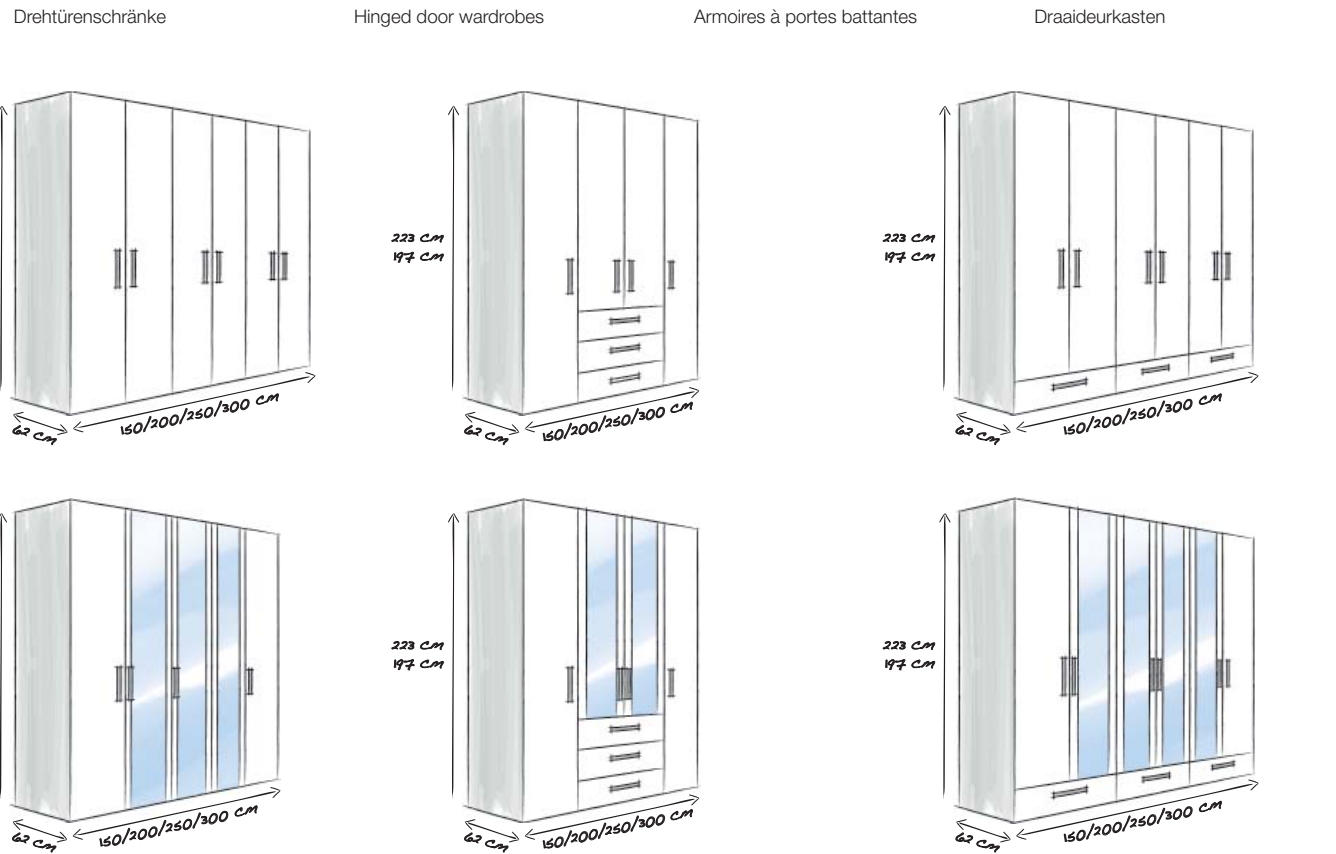 Drehtürenschränke Hinged door wardrobes Armoires à portes battantes Draaideurkasten
223 CM
197 CM
223 CM
197 CM
62 CM 150/200/250/300 CM
62 CM 150/200/250/300 CM
62 CM 150/200/250/300 CM
223 CM
197 CM
223 CM
197 CM
62 CM 150/200/250/300 CM
62 CM 150/200/250/300 CM
62 CM 150/200/250/300 CM